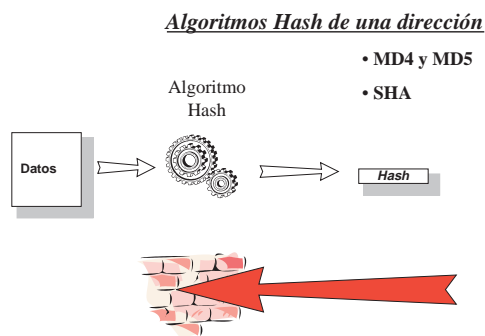 Algoritmos Hash de una dirección
• MD4 y MD5
• SHA
Algoritmo
Hash
Datos
Hash